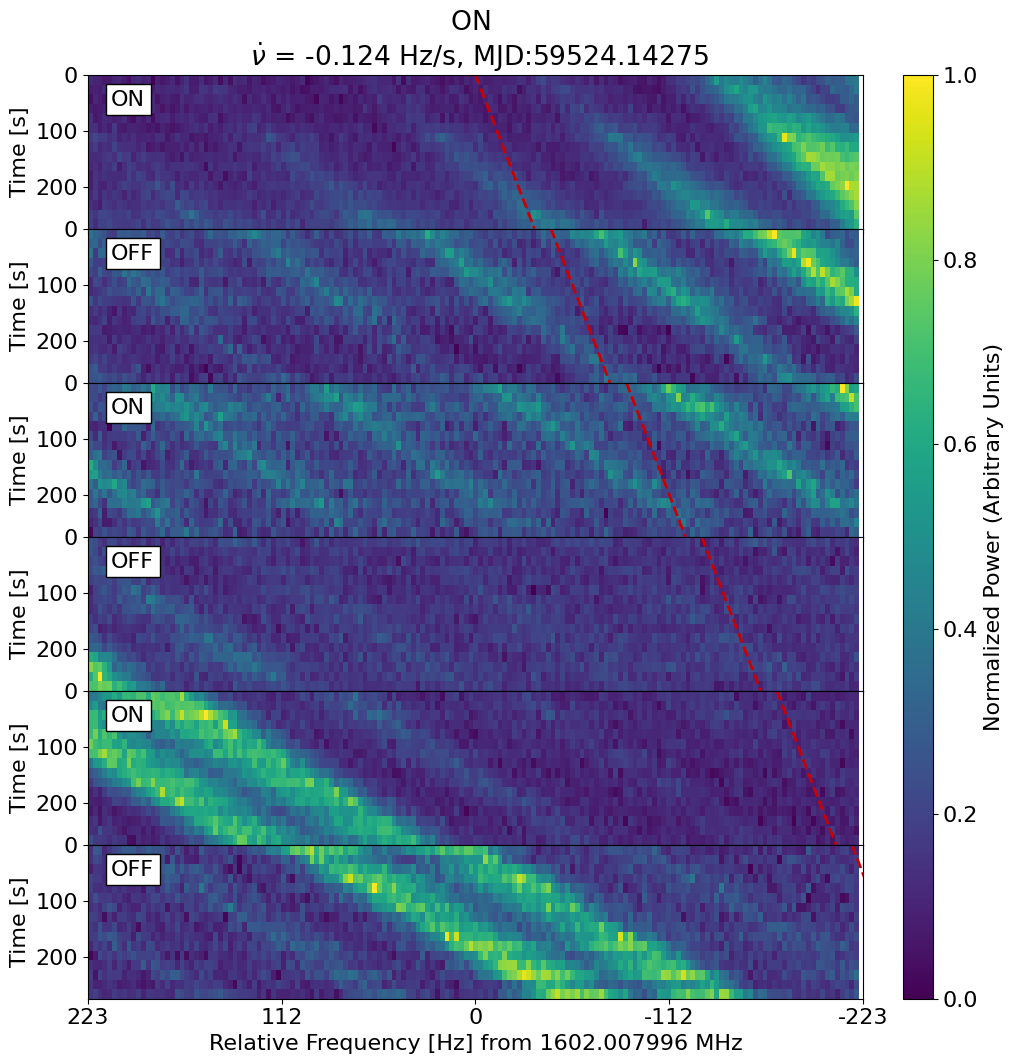 ON
ν̇ = -0.124 Hz/s, MJD:59524.14275
0
ON
100
200
Time [s]
0
OFF
100
200
Time [s]
0
ON
100
200
Time [s]
0
OFF
100
200
Time [s]
0
ON
100
200
Time [s]
0
OFF
100
200
Time [s]
223 112 0 -112 -223
Relative Frequency [Hz] from 1602.007996 MHz
1.0
0.8
0.6
0.4
0.2
0.0
Normalized Power (Arbitrary Units)